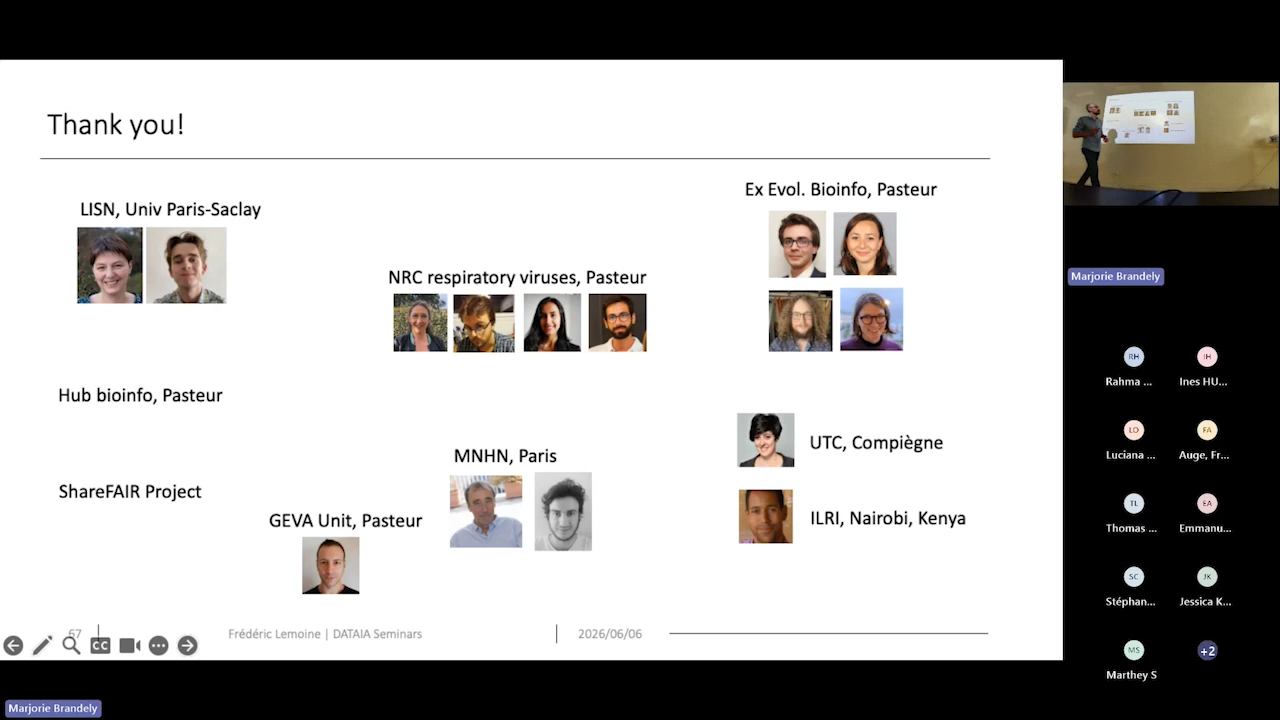 Thank you!
LISN, Univ Paris-Saclay
Ex Evol. Bioinfo, Pasteur
NRC respiratory viruses, Pasteur
Hub bioinfo, Pasteur
MNHN, Paris
UTC, Compiègne
ShareFAIR Project
GEVA Unit, Pasteur
ILRI, Nairobi, Kenya
67
Frédéric Lemoine | DATAIA Seminars
2026/06/06
CC
Marjorie Brandely
Marjorie Brandely
RH
IH
Rahma ...
Ines HU...
LO
FA
Luciana ...
Auge, Fr...
TL
EA
Thomas ...
Emmanu...
SC
JK
Stéphan...
Jessica K...
MS
+2
Marthey S